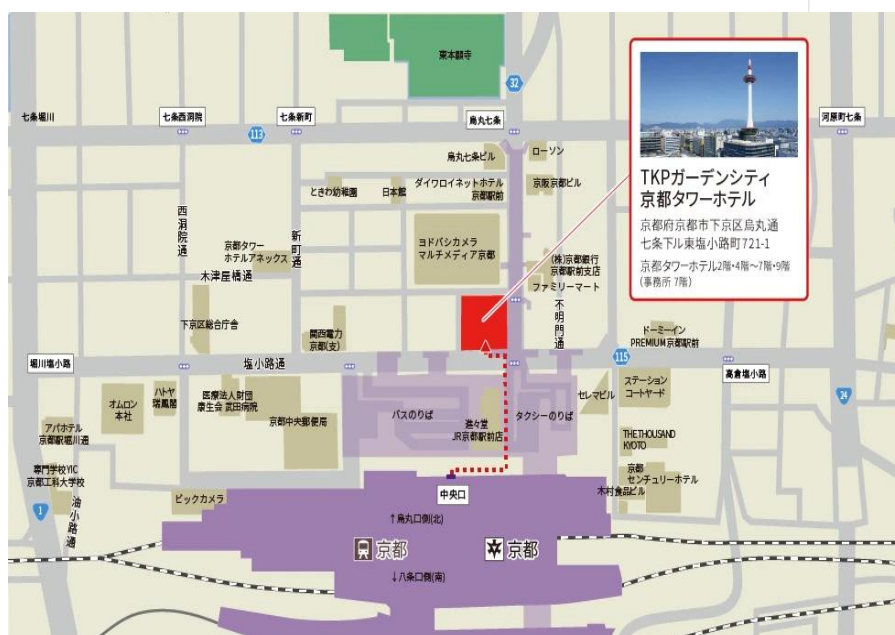 東本願寺
32
七条堀川
七条西洞院
113
七条新町
烏丸七条
河原町七条
烏丸七条ビル
ローソン
ときわ幼稚園
日本館
ダイワロイネットホテル
京都駅前
京阪京都ビル
西洞院通
新町通
京都タワー
ホテルアネックス
木津屋橋通
ヨドバシカメラ
マルチメディア京都
(株)京都銀行
京都駅前支店
ファミリーマート
不明門通
下京区総合庁舎
関西電力
京都(支)
ドーミーイン
PREMIUM京都駅前
堀川塩小路
塩小路通
115
高倉塩小路
24
オムロン
本社
ハトヤ
瑞鳳閣
医療法人財団
康生会 武田病院
京都中央郵便局
バスのりば
進々堂
JR京都駅前店
タクシーのりば
セレマビル
ステーション
コートヤード
アパホテル
京都駅堀川通
THE THOUSAND
KYOTO
専門学校YIC
京都工科大学校
京都
センチュリーホテル
木村食品ビル
ビックカメラ
中央口
1
油小路通
↑烏丸口側(北)
京都
京都
↓八条口側(南)
TKPガーデンシティ
京都タワーホテル
京都府京都市下京区烏丸通
七条下ル東塩小路町721-1
京都タワーホテル2階・4階～7階・9階
(事務所 7階)